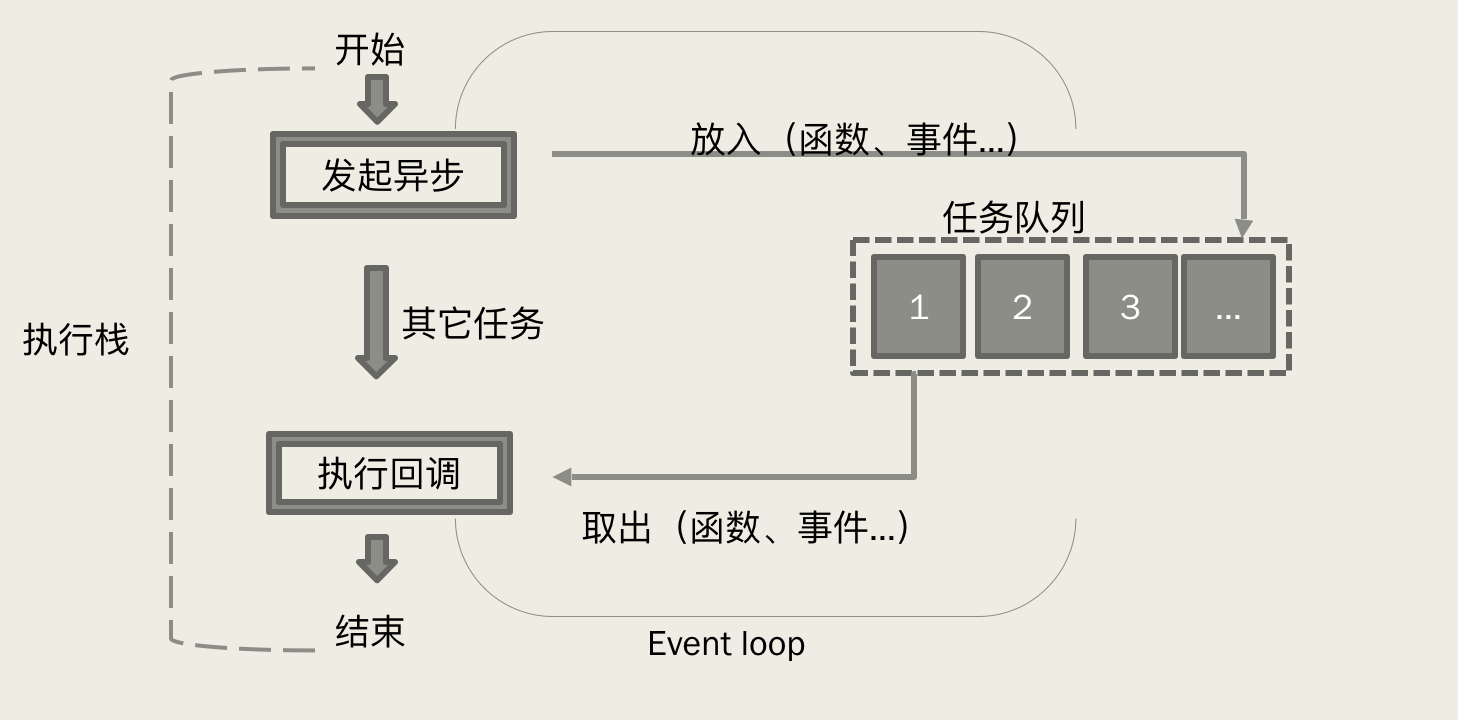 开始
放入（函数、事件...）
发起异步
任务队列
其它任务
1
2
3
...
执行栈
执行回调
取出（函数、事件...）
结束
Event loop